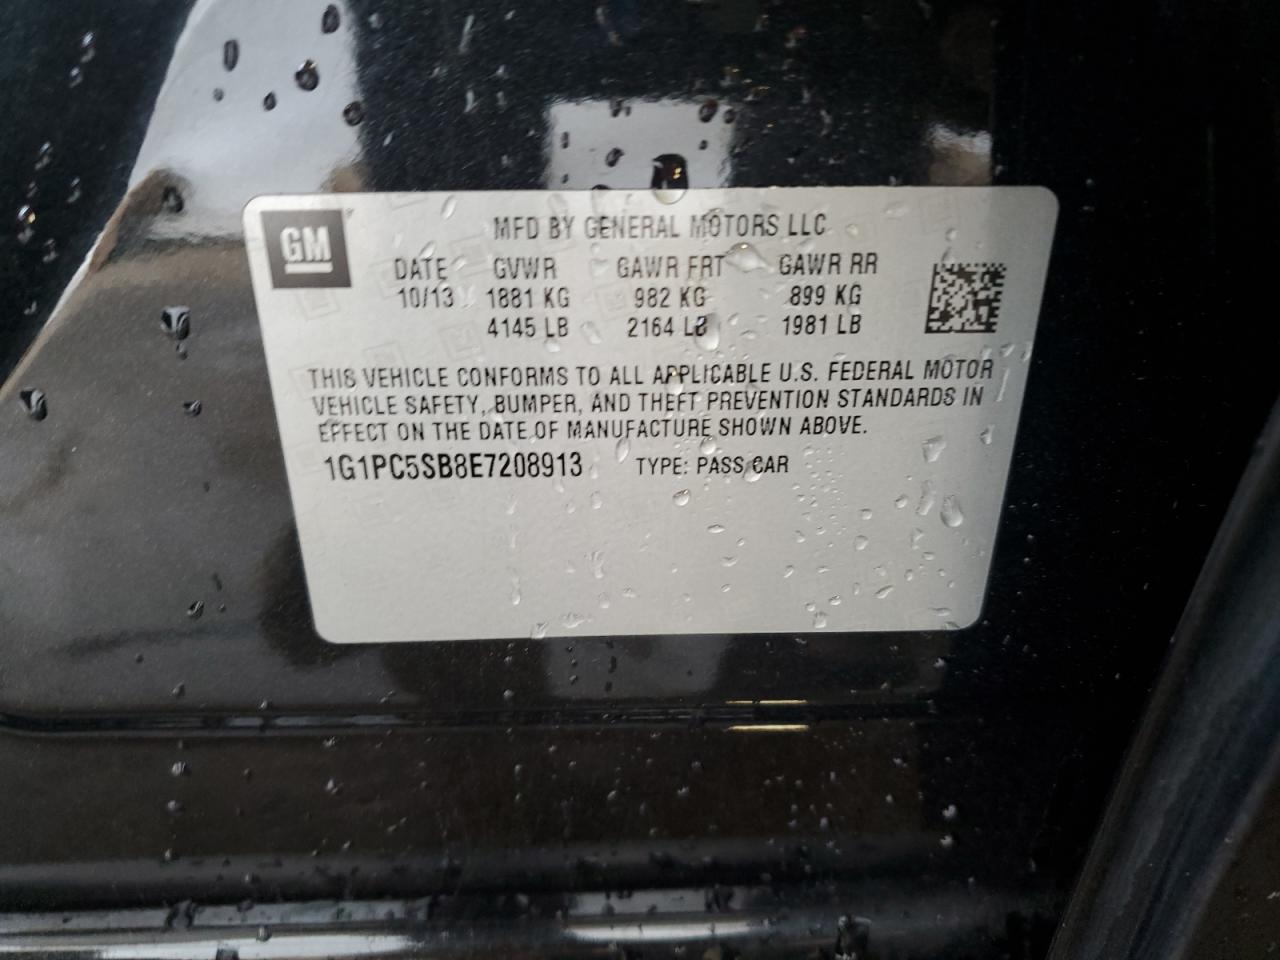 GM
MFD BY GENERAL MOTORS LLC
DATE GVWR GAWR FRT GAWR RR
10/13 1881 KG 982 KG 899 KG
4145 LB 2164 LB 1981 LB
THIS VEHICLE CONFORMS TO ALL APPLICABLE U.S. FEDERAL MOTOR
VEHICLE SAFETY, BUMPER, AND THEFT PREVENTION STANDARDS IN
EFFECT ON THE DATE OF MANUFACTURE SHOWN ABOVE.
1G1PC5SB8E7208913 TYPE: PASS CAR